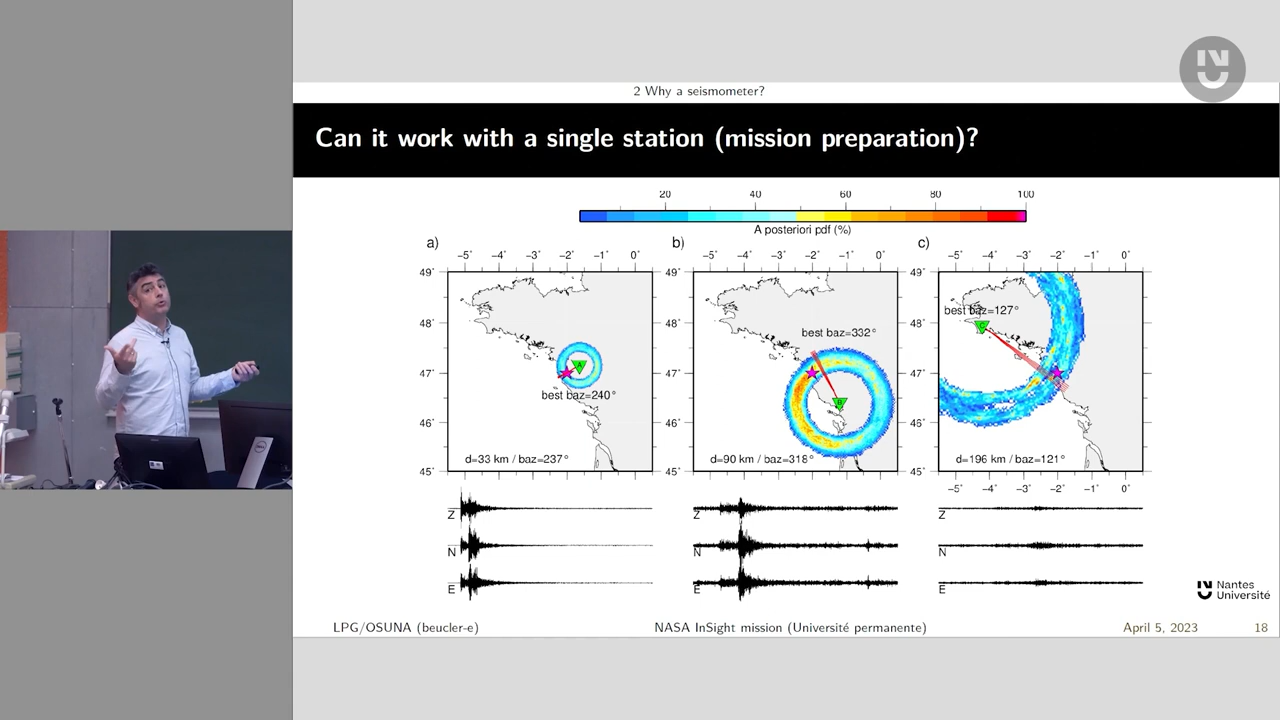 2 Why a seismometer?
Can it work with a single station (mission preparation)?
20 40 60 80 100
A posteriori pdf (%)
a) b) c)
−5° −4° −3° −2° −1° 0°
−5° −4° −3° −2° −1° 0°
−5° −4° −3° −2° −1° 0°
49°
48°
47°
46°
45°
best baz=240°
d=33 km / baz=237°
A
49°
48°
47°
46°
45°
best baz=332°
B
d=90 km / baz=318°
49°
48°
47°
46°
45°
best baz=127°
C
d=196 km / baz=121°
−5° −4° −3° −2° −1° 0°
Z
N
E
Z
N
E
Z
N
E
Nantes
Université
LPG/OSUNA (beucler-e)
NASA InSight mission (Université permanente)
April 5, 2023
18